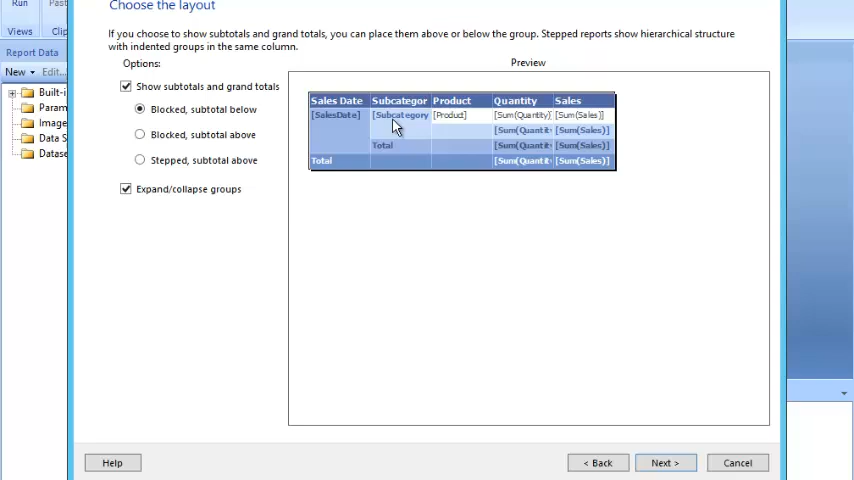 Run
Past
Views
Clip
Choose the layout
If you choose to show subtotals and grand totals, you can place them above or below the group. Stepped reports show hierarchical structure
with indented groups in the same column.
Report Data
New
Edit...
Built-i
Param
Image
Data S
Datase
Options:
Preview
Show subtotals and grand totals
Blocked, subtotal below
Blocked, subtotal above
Stepped, subtotal above
Expand/collapse groups
Sales Date Subcategor Product Quantity Sales
[SalesDate] [Subcategory [Product] [Sum(Quantity)] [Sum(Sales)]
[Sum(Quantit [Sum(Sales)]
Total [Sum(Quantit [Sum(Sales)]
Total [Sum(Quantit [Sum(Sales)]
Help
< Back
Next >
Cancel